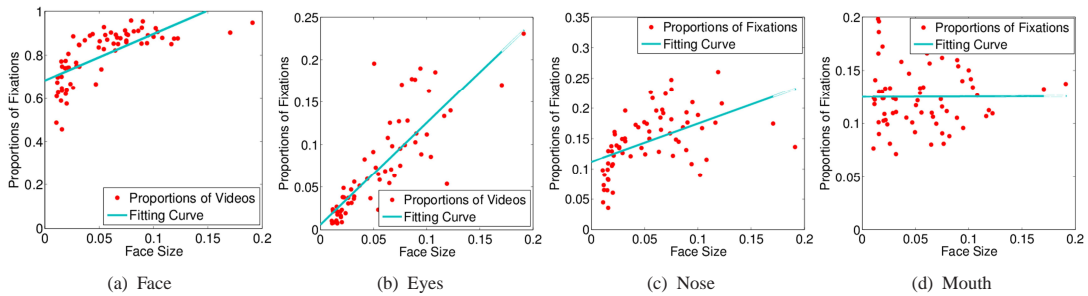 1
0.8
0.6
0.4
0.2
0
0
0.05
0.1
0.15
0.2
Proportions of Fixations
Face Size
Proportions of Videos
Fitting Curve
(a) Face
0.25
0.2
0.15
0.1
0.05
0
0
0.05
0.1
0.15
0.2
Proportions of Fixations
Face Size
Proportions of Videos
Fitting Curve
(b) Eyes
0.35
0.3
0.25
0.2
0.15
0.1
0.05
0
0
0.05
0.1
0.15
0.2
Proportions of Fixations
Face Size
Proportions of Fixations
Fitting Curve
(c) Nose
0.2
0.15
0.1
0.05
0
0
0.05
0.1
0.15
0.2
Proportions of Fixations
Face Size
Proportions of Fixations
Fitting Curve
(d) Mouth